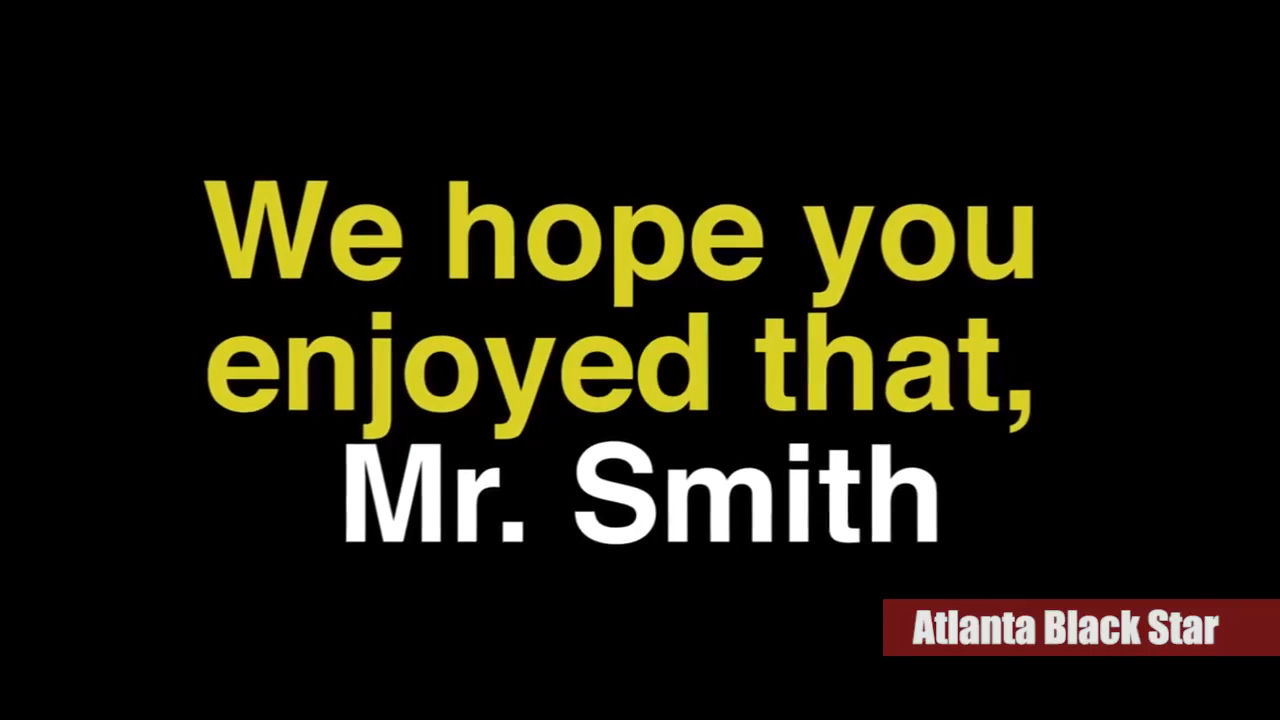 We hope you
enjoyed that,
Mr. Smith
Atlanta Black Star